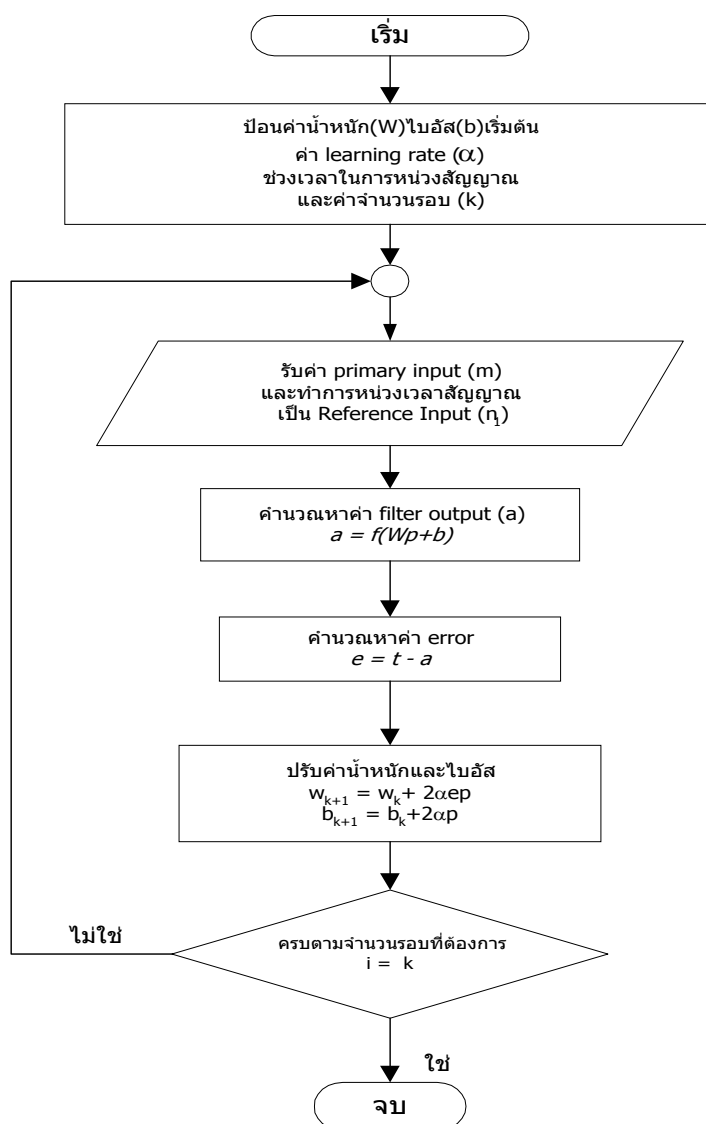 เริ่ม
ป้อนค่าน้ำหนัก(W)ไบอัส(b)เริ่มต้น
ค่า learning rate (α)
ช่วงเวลาในการหน่วงสัญญาณ
และค่าจำนวนรอบ (k)
รับค่า primary input (m)
และทำการหน่วงเวลาสัญญาณ
เป็น Reference Input (n₁)
คำนวณหาค่า filter output (a)
a = f(Wp+b)
คำนวณหาค่า error
e = t - a
ปรับค่าน้ำหนักและไบอัส
wₖ₊₁ = wₖ+ 2αep
bₖ₊₁ = bₖ+2αp
ไม่ใช่
ครบตามจำนวนรอบที่ต้องการ
i = k
ใช่
จบ